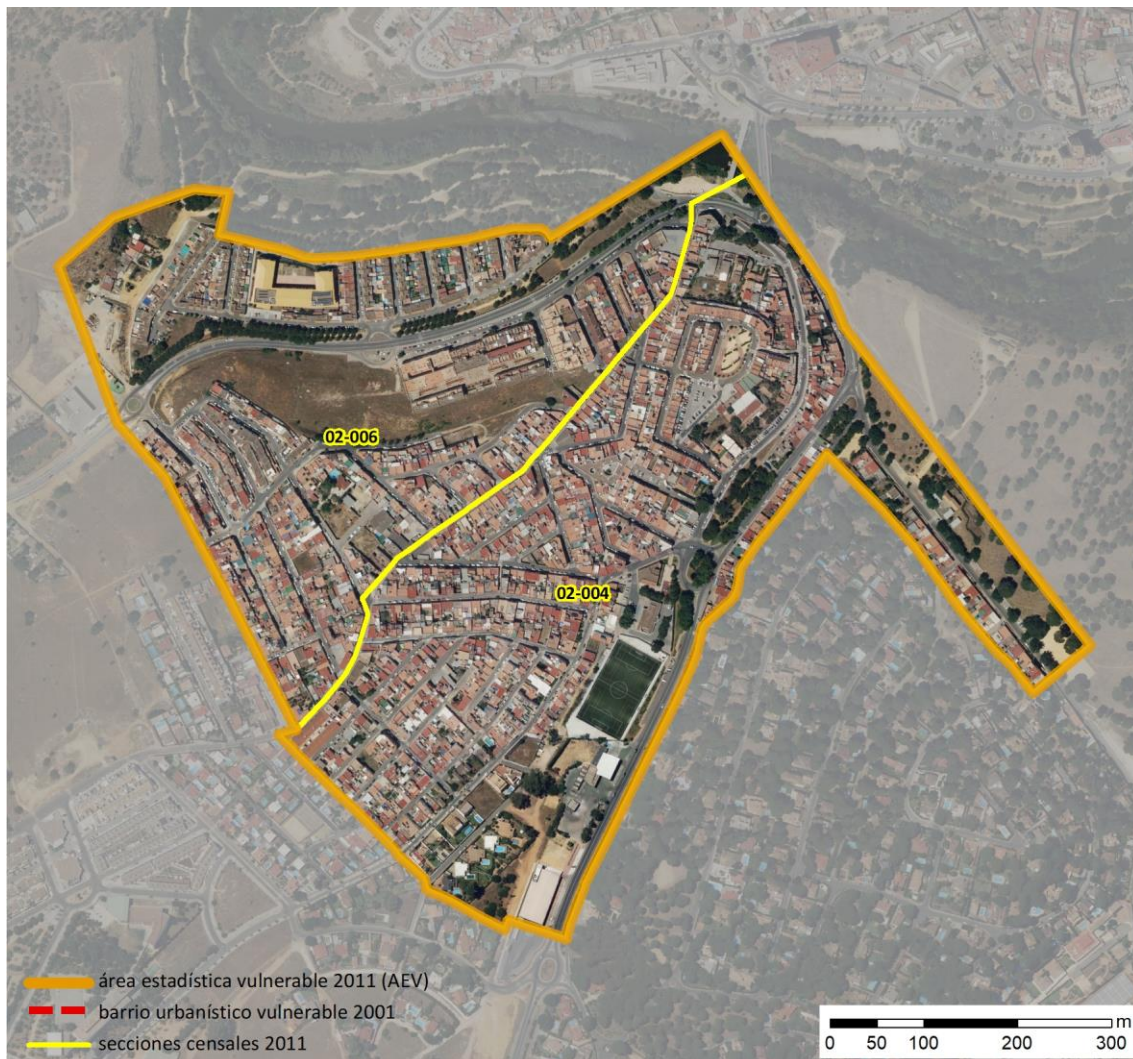 02-006
02-004
área estadística vulnerable 2011 (AEV)
barrio urbanístico vulnerable 2001
secciones censales 2011
m
0 50 100 200 300